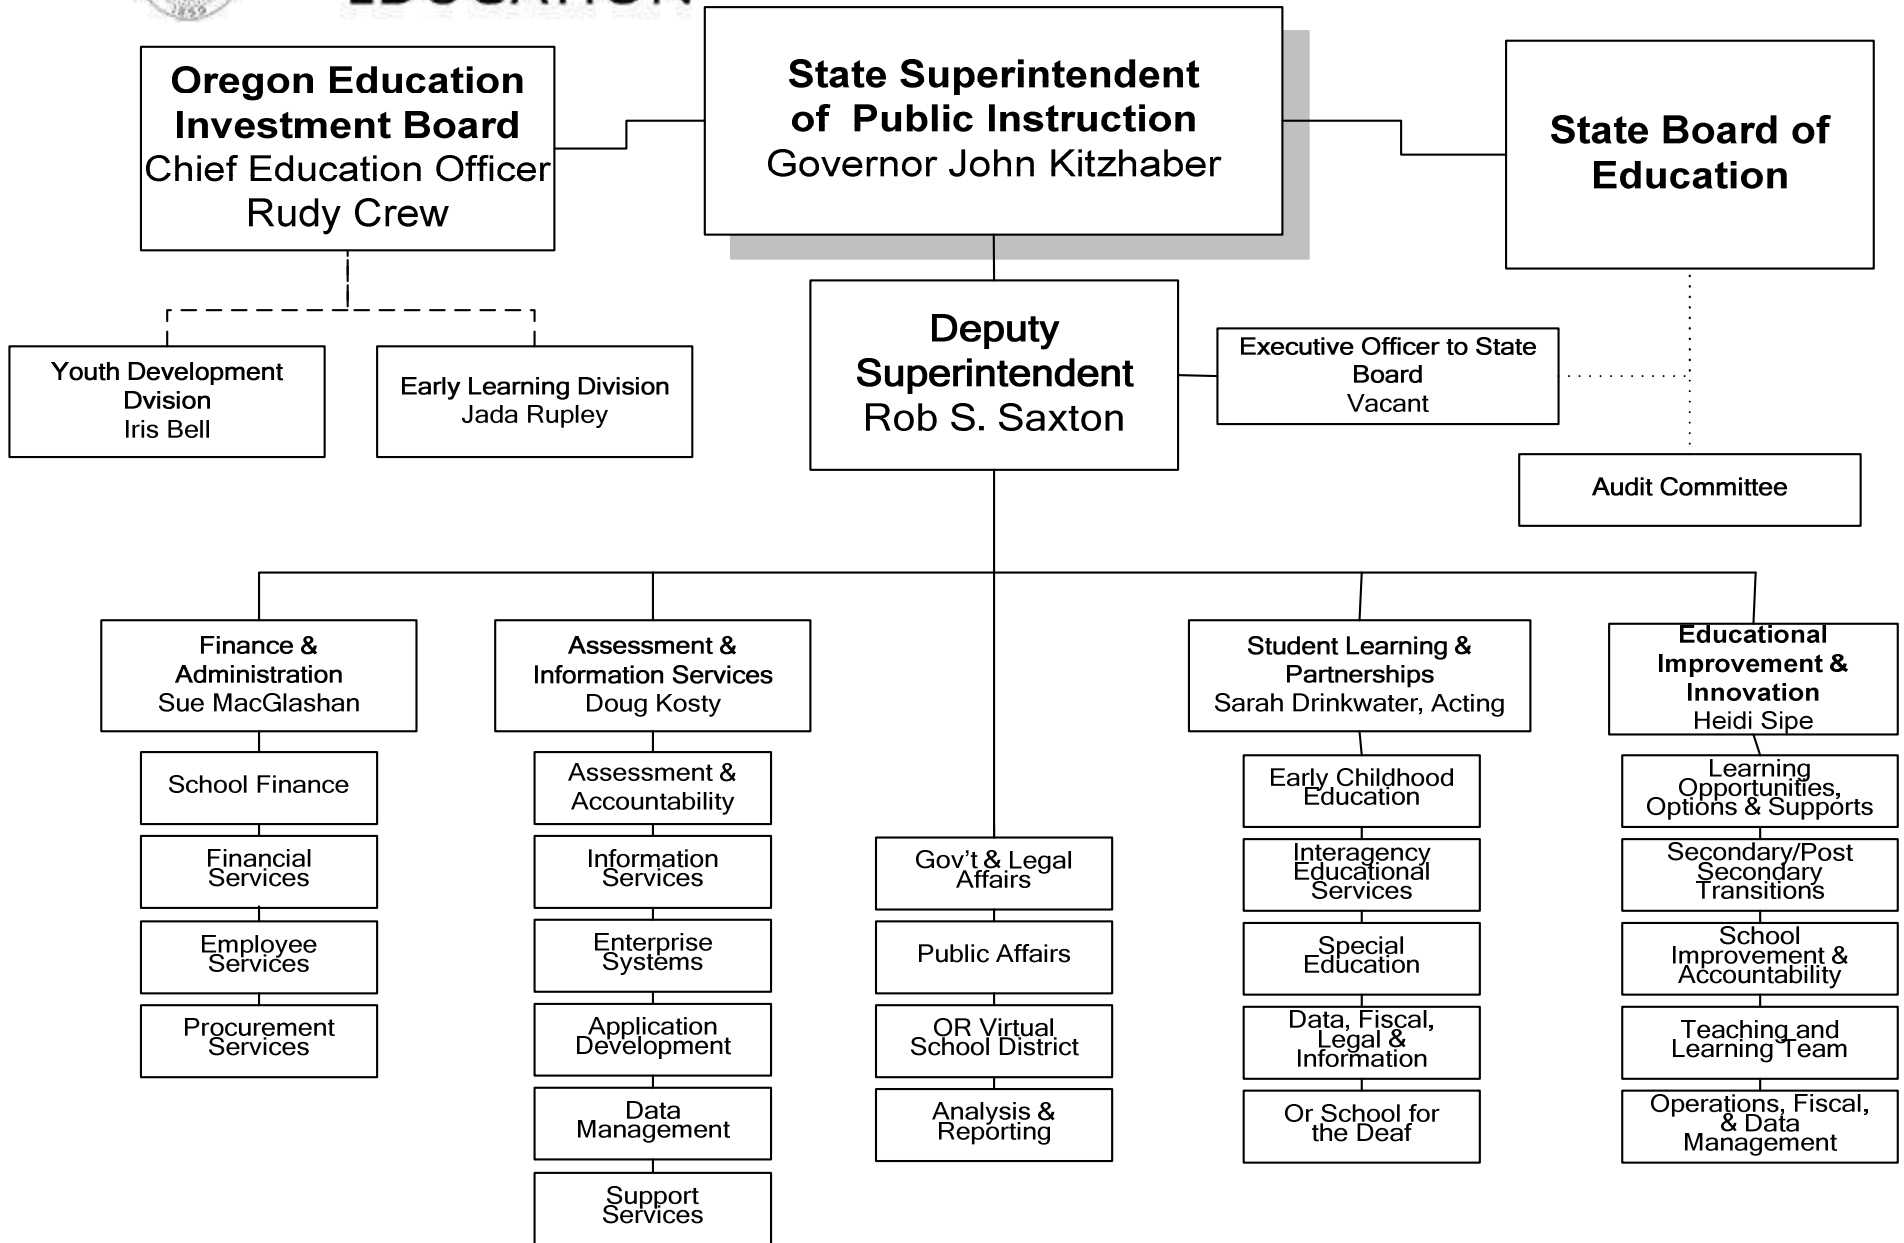 1859
EDUCATION
Oregon Education
Investment Board
Chief Education Officer
Rudy Crew
State Superintendent
of Public Instruction
Governor John Kitzhaber
State Board of
Education
Youth Development
Dvision
Iris Bell
Early Learning Division
Jada Rupley
Deputy
Superintendent
Rob S. Saxton
Executive Officer to State
Board
Vacant
Audit Committee
Finance &
Administration
Sue MacGlashan
School Finance
Financial
Services
Employee
Services
Procurement
Services
Assessment &
Information Services
Doug Kosty
Assessment &
Accountability
Information
Services
Enterprise
Systems
Application
Development
Data
Management
Support
Services
Gov't & Legal
Affairs
Public Affairs
OR Virtual
School District
Analysis &
Reporting
Student Learning &
Partnerships
Sarah Drinkwater, Acting
Early Childhood
Education
Interagency
Educational
Services
Special
Education
Data, Fiscal,
Legal &
Information
Or School for
the Deaf
Educational
Improvement &
Innovation
Heidi Sipe
Learning
Opportunities,
Options & Supports
Secondary/Post
Secondary
Transitions
School
Improvement &
Accountability
Teaching and
Learning Team
Operations, Fiscal,
& Data
Management